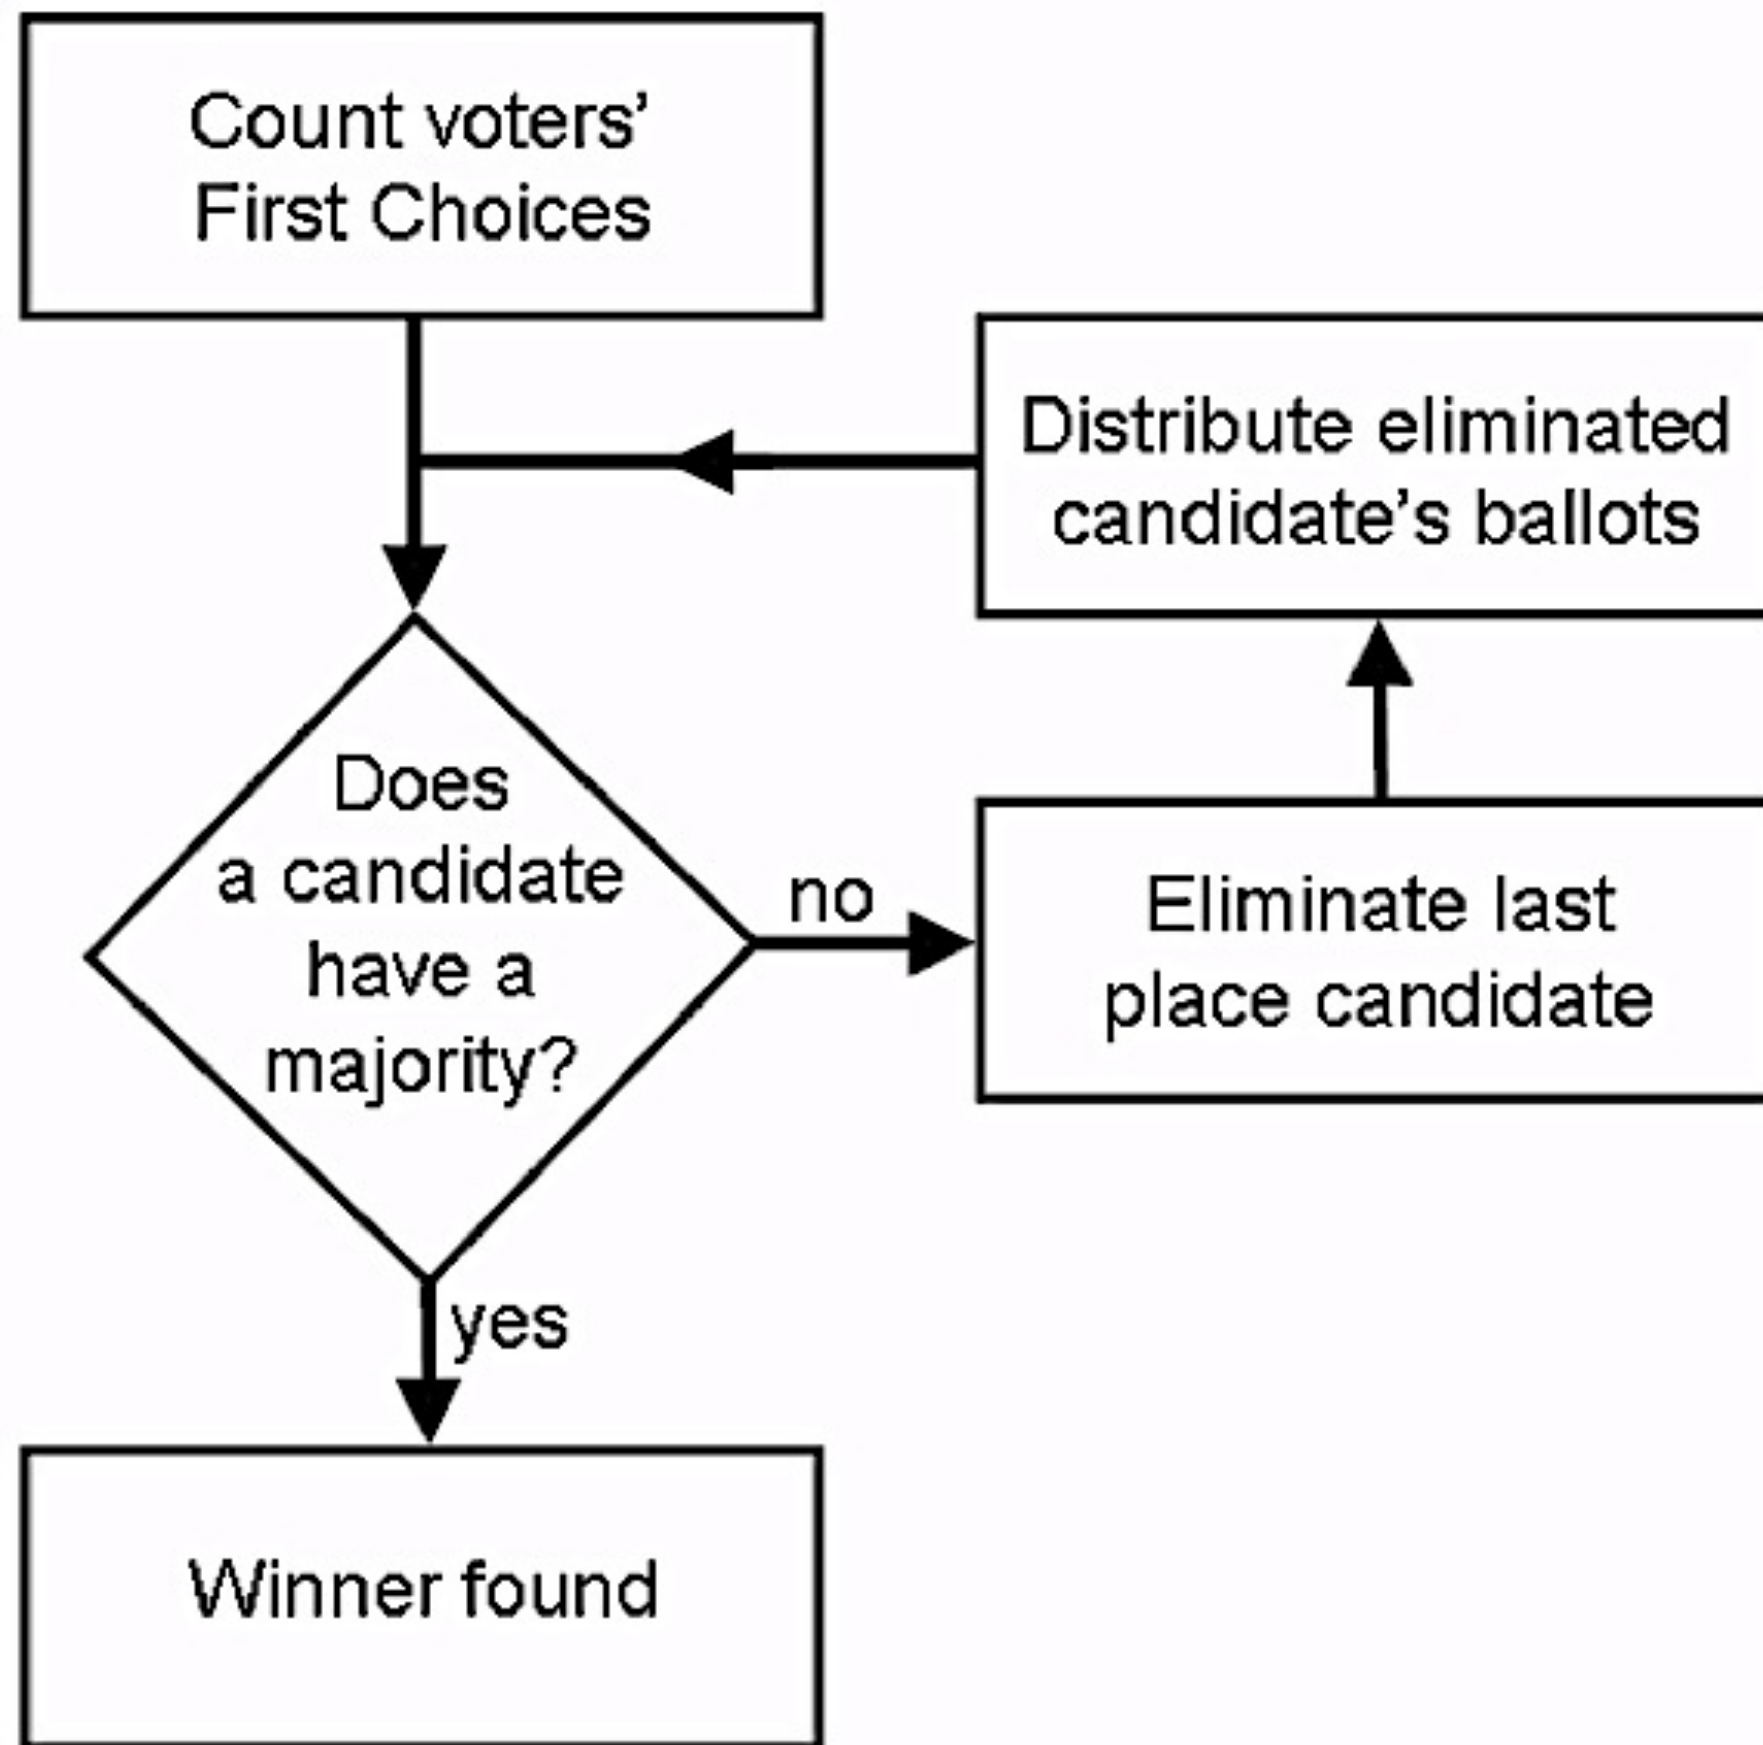 Count voters’
First Choices
Distribute eliminated
candidate’s ballots
Does
a candidate
have a
majority?
no
Eliminate last
place candidate
yes
Winner found